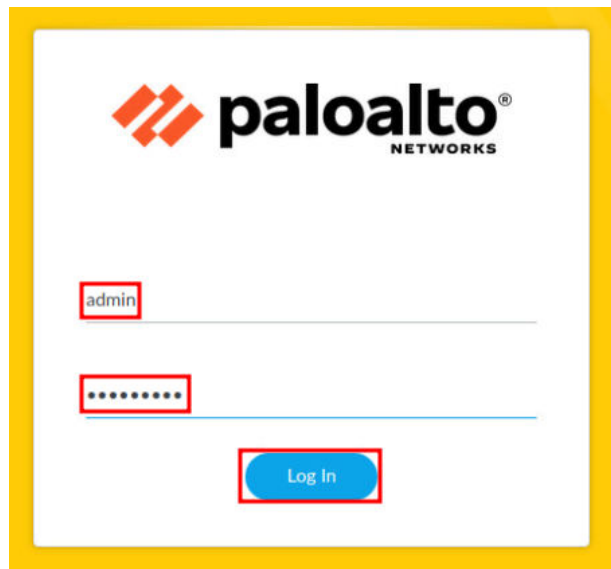 paloalto®
NETWORKS
admin
•••••••••
Log In